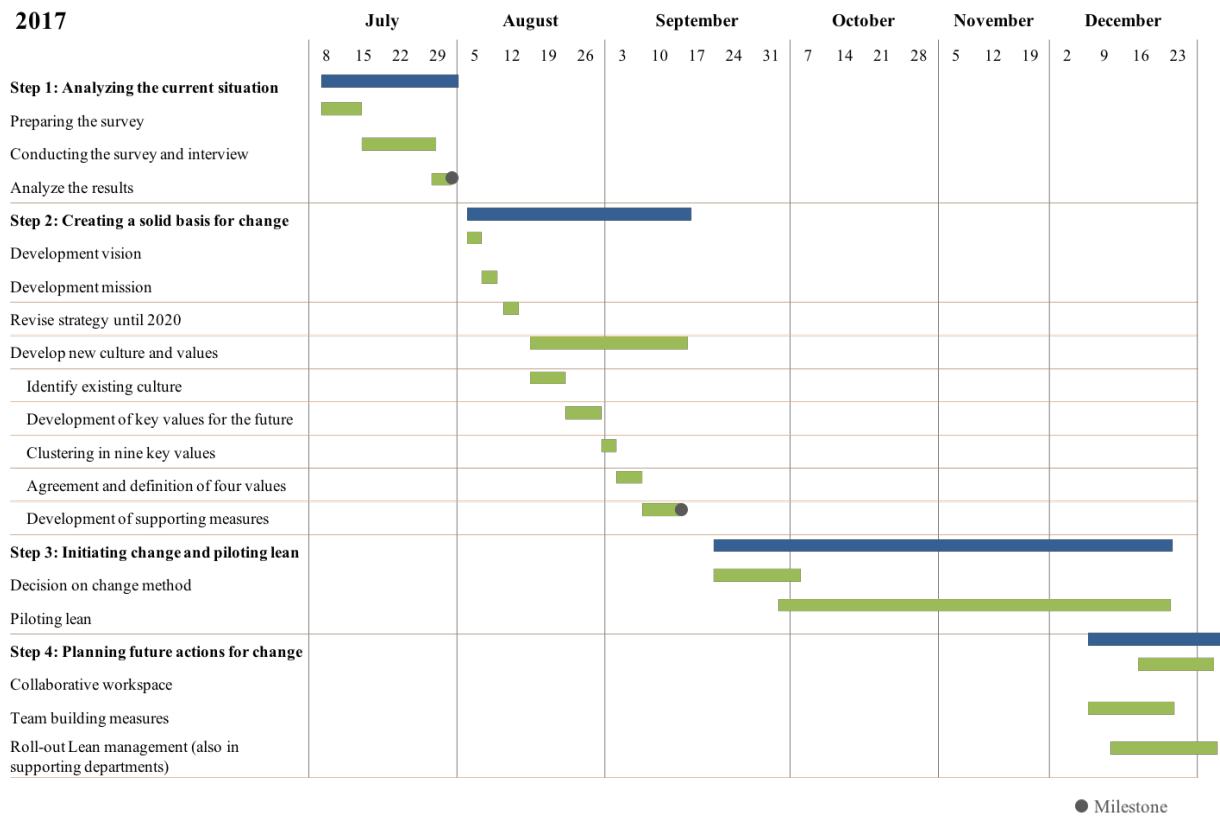 2017 July August September October November December
8 15 22 29 5 12 19 26 3 10 17 24 31 7 14 21 28 5 12 19 2 9 16 23
Step 1: Analyzing the current situation
Preparing the survey
Conducting the survey and interview
Analyze the results
Step 2: Creating a solid basis for change
Development vision
Development mission
Revise strategy until 2020
Develop new culture and values
Identify existing culture
Development of key values for the future
Clustering in nine key values
Agreement and definition of four values
Development of supporting measures
Step 3: Initiating change and piloting lean
Decision on change method
Piloting lean
Step 4: Planning future actions for change
Collaborative workspace
Team building measures
Roll-out Lean management (also in
supporting departments)
Milestone